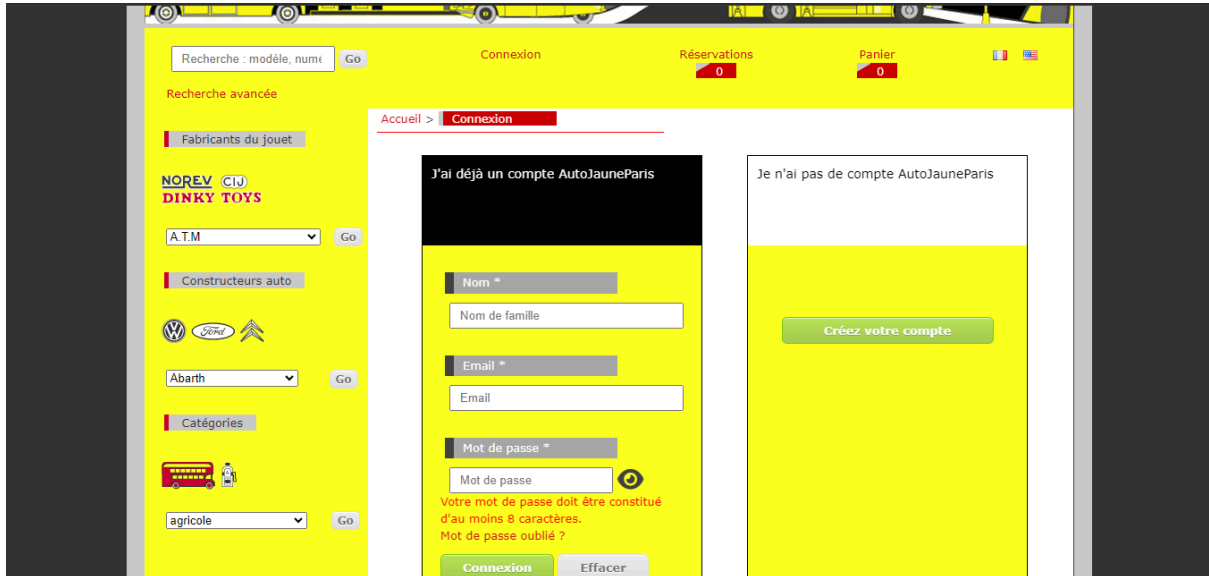 Recherche : modèle, numé
Go
Connexion
Réservations
0
Panier
0
Recherche avancée
Accueil > Connexion
Fabricants du jouet
NOREV CIJ
DINKY TOYS
A.T.M
Go
Constructeurs auto
Ford
Abarth
Go
Catégories
agricole
Go
J'ai déjà un compte AutoJauneParis
Nom *
Nom de famille
Email *
Email
Mot de passe *
Mot de passe
Votre mot de passe doit être constitué
d'au moins 8 caractères.
Mot de passe oublié ?
Connexion
Effacer
Je n'ai pas de compte AutoJauneParis
Créez votre compte